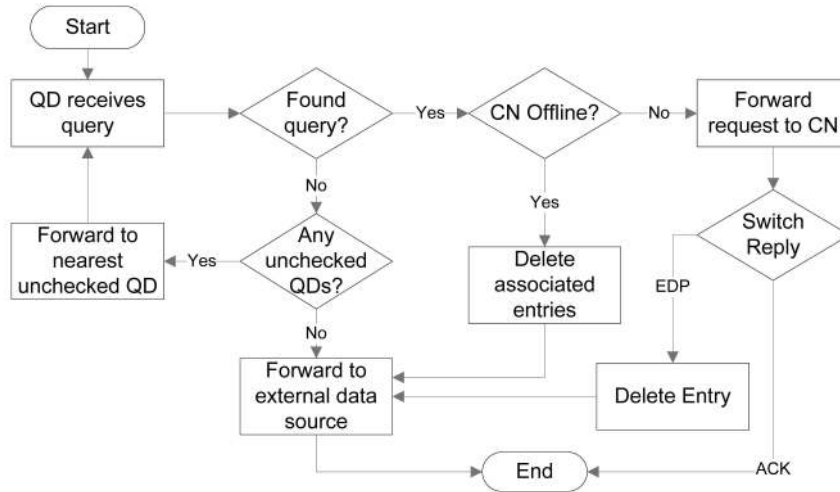 Start
QD receives
query
Found
query?
Yes
CN Offline?
No
Forward
request to CN
No
Yes
Switch
Reply
Forward to
nearest
unchecked QD
Yes
Any
unchecked
QDs?
Delete
associated
entries
EDP
No
Forward to
external data
source
Delete Entry
End
ACK